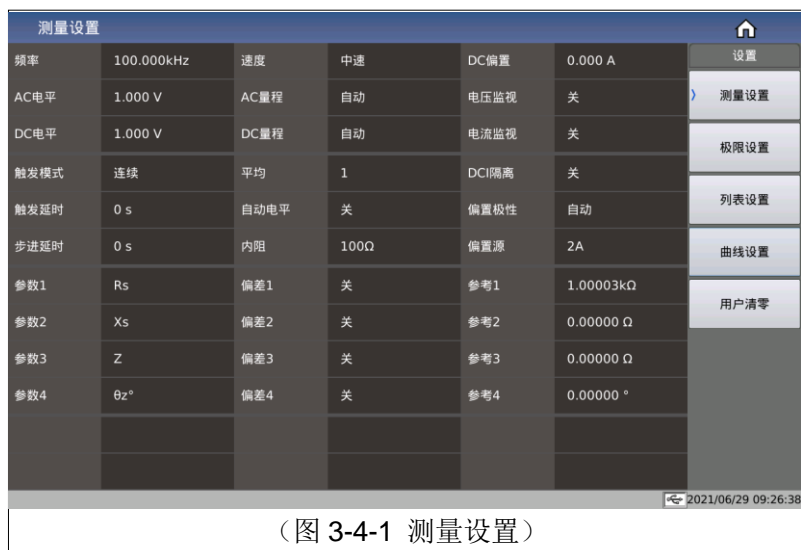 测量设置
频率 100.000kHz 速度 中速 DC偏置 0.000 A 设置
AC电平 1.000 V AC量程 自动 电压监视 关 测量设置
DC电平 1.000 V DC量程 自动 电流监视 关 极限设置
触发模式 连续 平均 1 DCI隔离 关
触发延时 0 s 自动电平 关 偏置极性 自动 列表设置
步进延时 0 s 内阻 100Ω 偏置源 2A 曲线设置
参数1 Rs 偏差1 关 参考1 1.00003kΩ 用户清零
参数2 Xs 偏差2 关 参考2 0.00000 Ω
参数3 Z 偏差3 关 参考3 0.00000 Ω
参数4 θz° 偏差4 关 参考4 0.00000 °
2021/06/29 09:26:38
（图 3-4-1 测量设置）